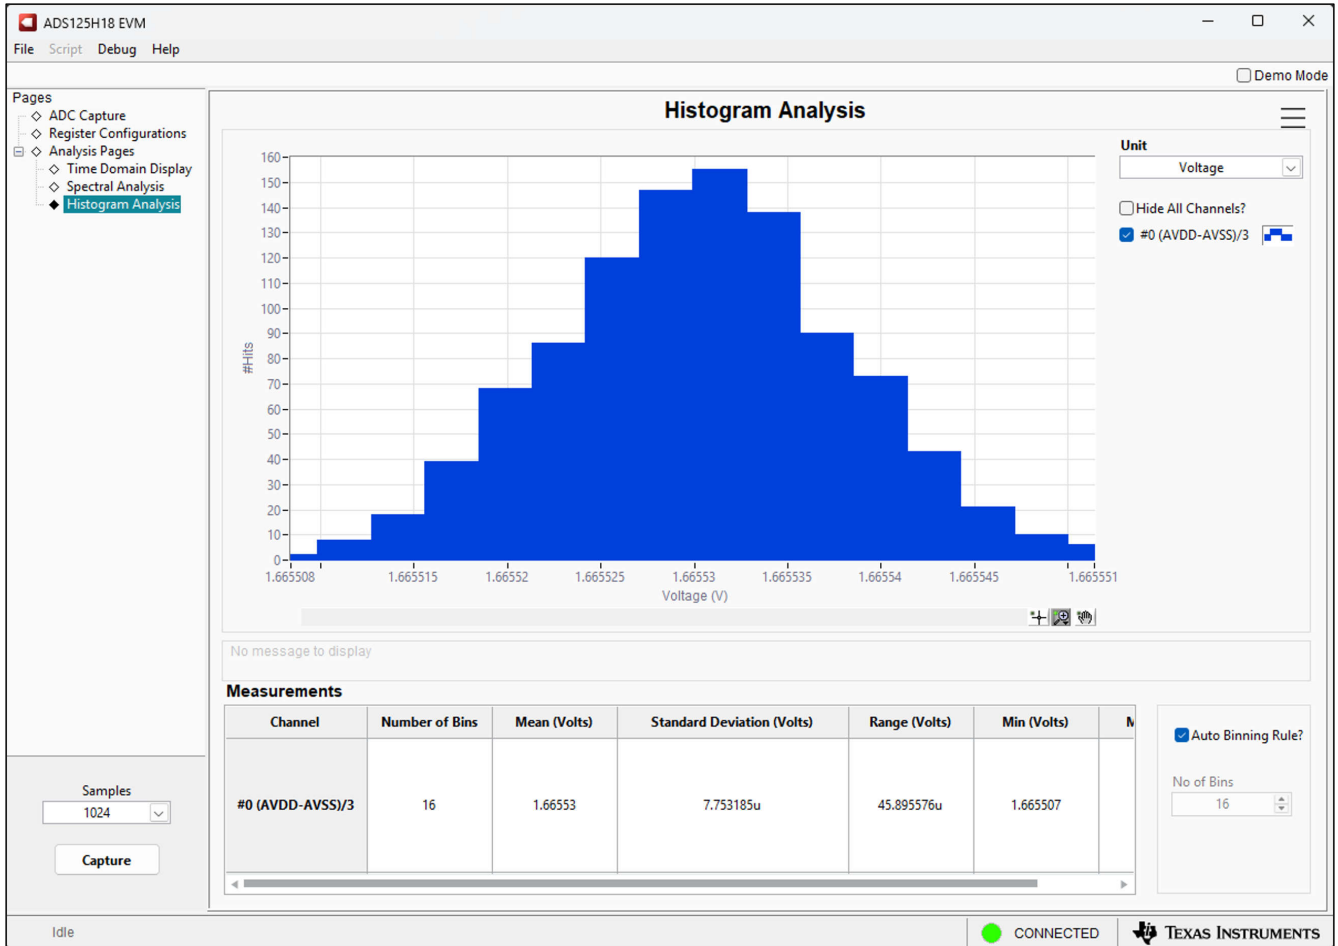 ADS125H18 EVM
File Script Debug Help
Demo Mode
Pages
ADC Capture
Register Configurations
Analysis Pages
Time Domain Display
Spectral Analysis
Histogram Analysis
Histogram Analysis
Unit
Voltage
Hide All Channels?
#0 (AVDD-AVSS)/3
160
150
140
130
120
110
100
90
80
70
60
50
40
30
20
10
0
#Hits
1.665508 1.665515 1.66552 1.665525 1.66553 1.665535 1.66554 1.665545 1.665551
Voltage (V)
No message to display
Measurements
Channel Number of Bins Mean (Volts) Standard Deviation (Volts) Range (Volts) Min (Volts) M
#0 (AVDD-AVSS)/3 16 1.66553 7.753185u 45.895576u 1.665507
Auto Binning Rule?
No of Bins
16
Samples
1024
Capture
Idle
CONNECTED
TEXAS INSTRUMENTS